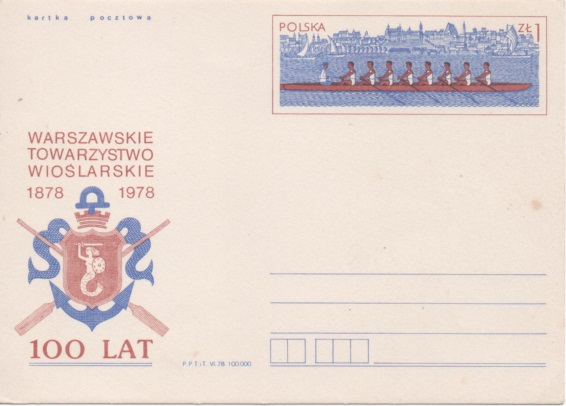 kartka pocztowa
POLSKA ZŁ 1
WARSZAWSKIE
TOWARZYSTWO
WIOŚLARSKIE
1878 1978
100 LAT
P.P.T.i T. VI. 78. 100.000